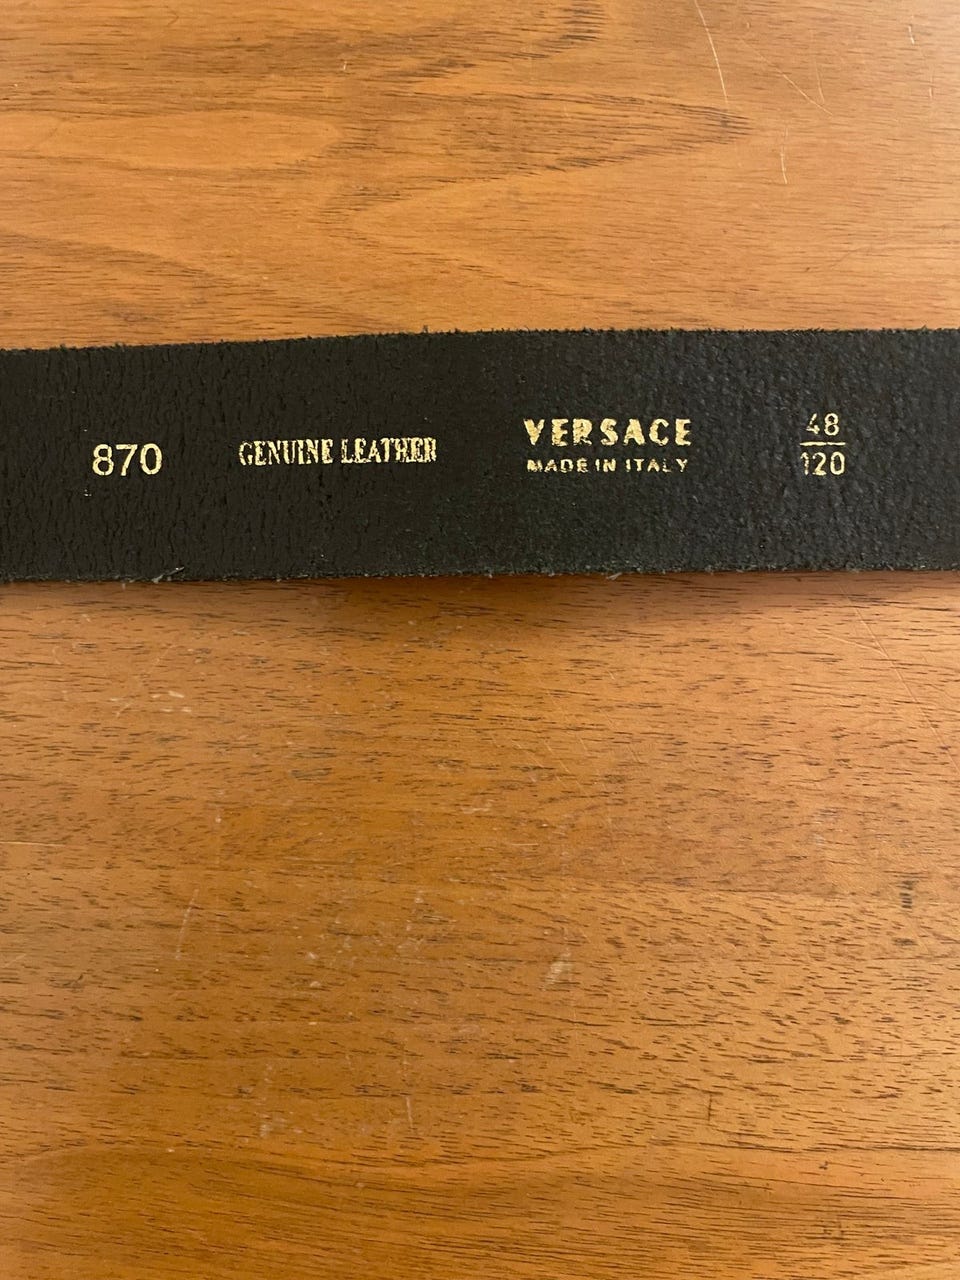 870
GENUINE LEATHER
VERSACE
MADE IN ITALY
48
120